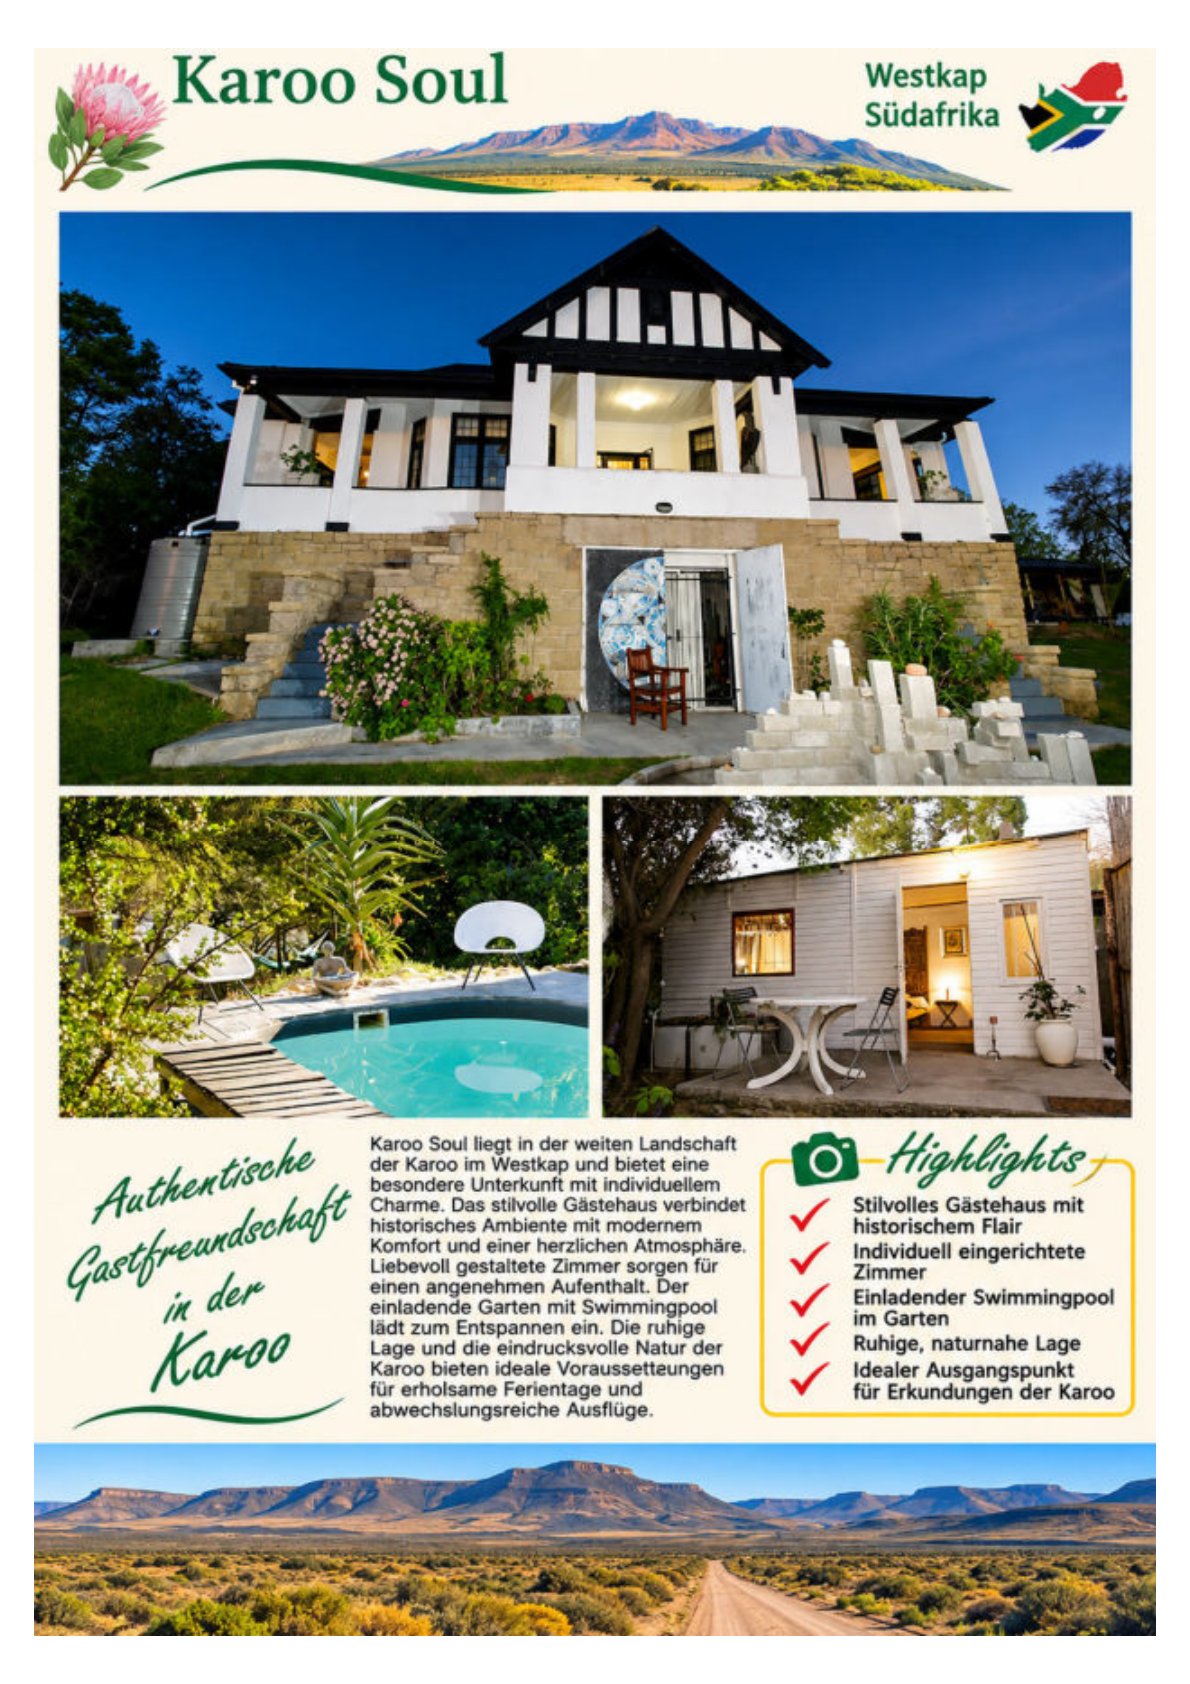 Karoo Soul
Westkap
Südafrika
Authentische
Gastfreundschaft
in der
Karoo
Karoo Soul liegt in der weiten Landschaft
der Karoo im Westkap und bietet eine
besondere Unterkunft mit individuellem
Charme. Das stilvolle Gästehaus verbindet
historisches Ambiente mit modernem
Komfort und einer herzlichen Atmosphäre.
Liebevoll gestaltete Zimmer sorgen für
einen angenehmen Aufenthalt. Der
einladende Garten mit Swimmingpool
lädt zum Entspannen ein. Die ruhige
Lage und die eindrucksvolle Natur der
Karoo bieten ideale Voraussetteungen
für erholsame Ferientage und
abwechslungsreiche Ausflüge.
Highlights
Stilvolles Gästehaus mit
historischem Flair
Individuell eingerichtete
Zimmer
Einladender Swimmingpool
im Garten
Ruhige, naturnahe Lage
Idealer Ausgangspunkt
für Erkundungen der Karoo